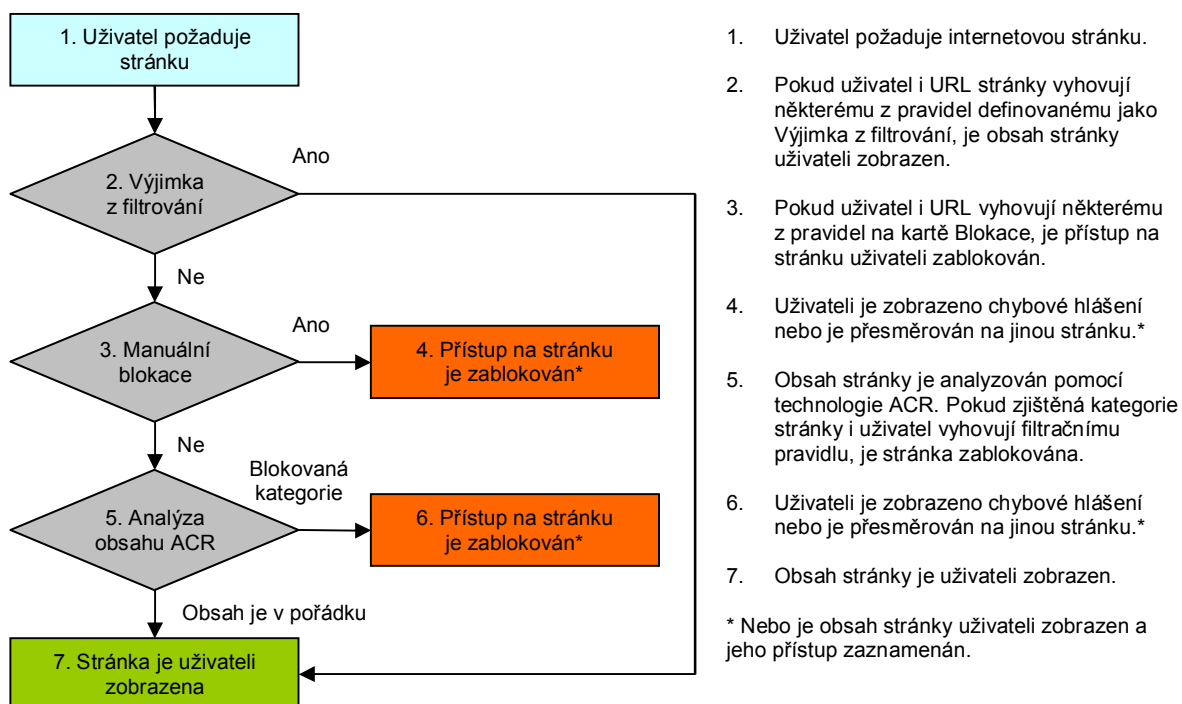 1. Uživatel požaduje
stránku
Ano
2. Výjimka
z filtrování
Ne
Ano
3. Manuální
blokace
4. Přístup na stránku
je zablokován*
Ne
Blokovaná
kategorie
5. Analýza
obsahu ACR
6. Přístup na stránku
je zablokován*
Obsah je v pořádku
7. Stránka je uživateli
zobrazena
1. Uživatel požaduje internetovou stránku.
2. Pokud uživatel i URL stránky vyhovují
některému z pravidel definovanému jako
Výjimka z filtrování, je obsah stránky
uživateli zobrazen.
3. Pokud uživatel i URL vyhovují některému
z pravidel na kartě Blokace, je přístup na
stránku uživateli zablokován.
4. Uživateli je zobrazeno chybové hlášení
nebo je přesměrován na jinou stránku.*
5. Obsah stránky je analyzován pomocí
technologie ACR. Pokud zjištěná kategorie
stránky i uživatel vyhovují filtračnímu
pravidlu, je stránka zablokována.
6. Uživateli je zobrazeno chybové hlášení
nebo je přesměrován na jinou stránku.*
7. Obsah stránky je uživateli zobrazen.
* Nebo je obsah stránky uživateli zobrazen a
jeho přístup zaznamenán.